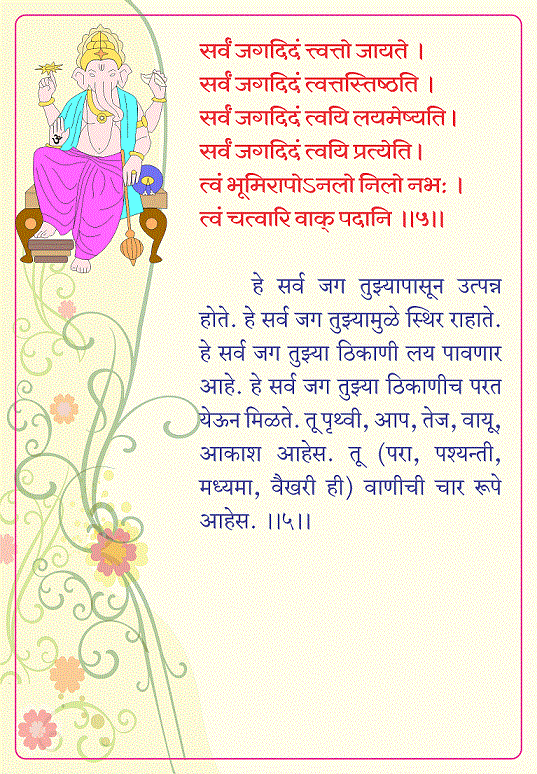 सर्वं जगदिदं त्त्वत्तो जायते ।
सर्वं जगदिदं त्वत्तस्तिष्ठति ।
सर्वं जगदिदं त्वयि लयमेष्यति।
सर्वं जगदिदं त्वयि प्रत्येति।
त्वं भूमिरापोऽनलो निलो नभः ।
त्वं चत्वारि वाक् पदानि ।।५।।
हे सर्व जग तुझ्यापासून उत्पन्न
होते. हे सर्व जग तुझ्यामुळे स्थिर राहाते.
हे सर्व जग तुझ्या ठिकाणी लय पावणार
आहे. हे सर्व जग तुझ्या ठिकाणीच परत
येऊन मिळते. तू पृथ्वी, आप, तेज, वायू,
आकाश आहेस. तू (परा, पश्यन्ती,
मध्यमा, वैखरी ही) वाणीची चार रूपे
आहेस. ।।५।।